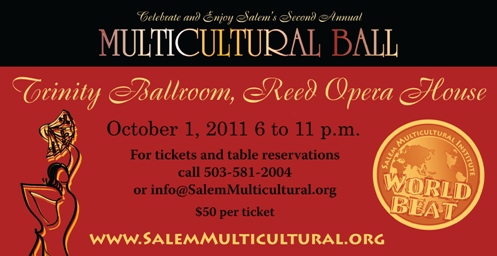 Celebrate and Enjoy Salem's Second Annual
MULTICULTURAL BALL
Trinity Ballroom, Reed Opera House
October 1, 2011 6 to 11 p.m.
For tickets and table reservations
call 503-581-2004
or info@SalemMulticultural.org
$50 per ticket
www.SalemMulticultural.org
Salem Multicultural Institute
WORLD
BEAT